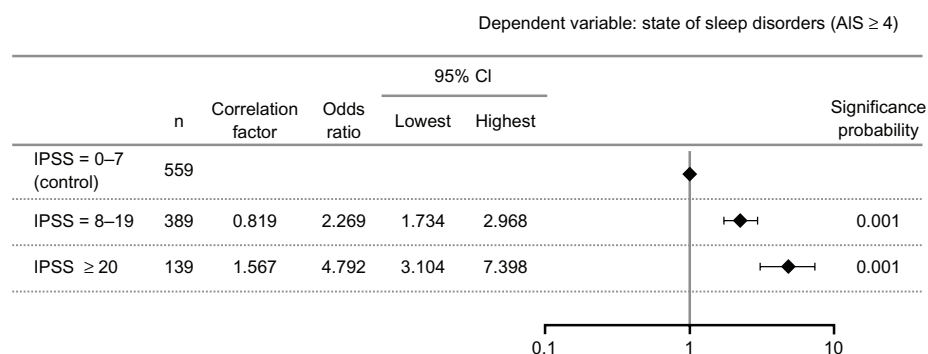 Dependent variable: state of sleep disorders (AIS ≥ 4)
95% CI
n Correlation factor Odds ratio Lowest Highest Significance probability
IPSS = 0–7 (control) 559
IPSS = 8–19 389 0.819 2.269 1.734 2.968 0.001
IPSS ≥ 20 139 1.567 4.792 3.104 7.398 0.001
0.1 1 10